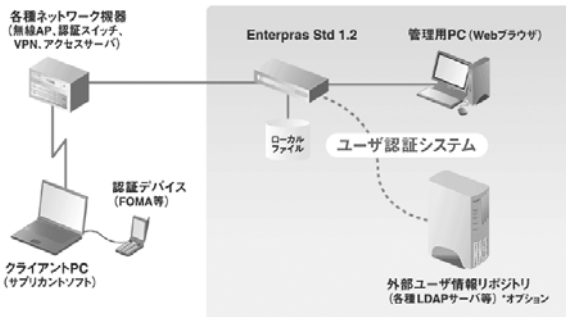 各種ネットワーク機器
(無線AP、認証スイッチ、
VPN、アクセスサーバ)
Enterpras Std 1.2
管理用PC(Webブラウザ)
ローカル
ファイル
ユーザ認証システム
認証デバイス
(FOMA等)
クライアントPC
(サプリカントソフト)
外部ユーザ情報リポジトリ
(各種LDAPサーバ等) *オプション